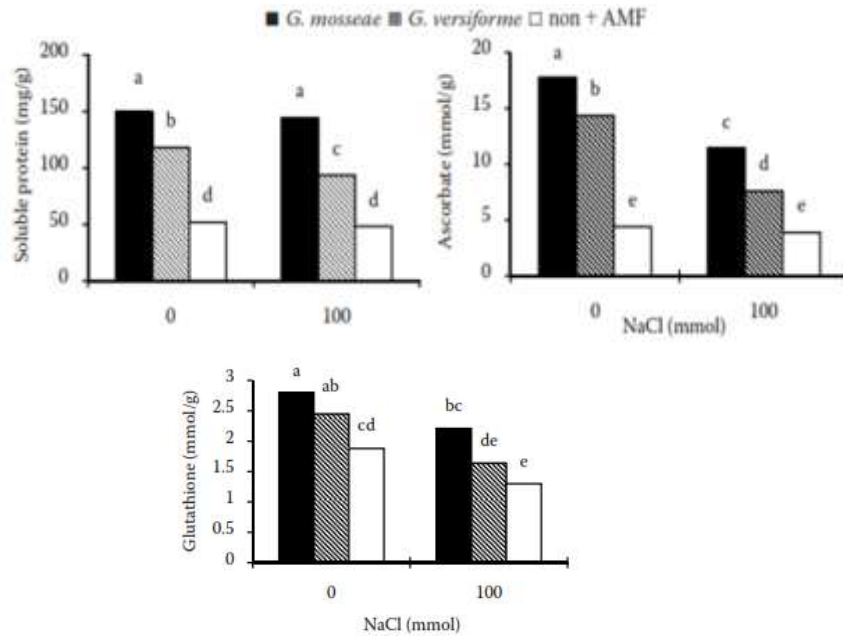 ■ G. mosseae ▩ G. versiforme □ non + AMF
Soluble protein (mg/g)
200
150
100
50
0
a
b
d
a
c
d
0
100
Ascorbate (mmol/g)
20
15
10
5
0
a
b
e
c
d
e
0
100
NaCl (mmol)
Glutathione (mmol/g)
3
2.5
2
1.5
1
0.5
0
a
ab
cd
bc
de
e
0
100
NaCl (mmol)